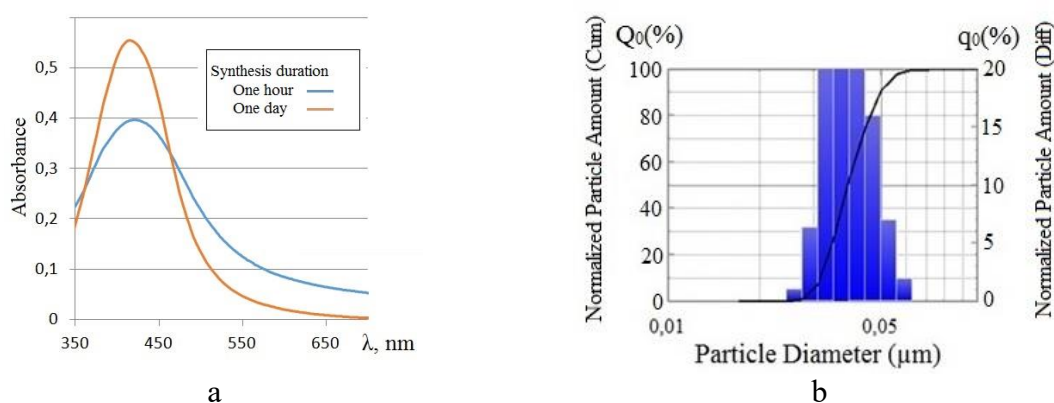 Absorbance
0,5
0,4
0,3
0,2
0,1
0
350
450
550
650
λ, nm
Synthesis duration
One hour
One day
a
Normalized Particle Amount (Cum)
Q₀(%)
100
80
60
40
20
0
0,01
0,05
Particle Diameter (µm)
q₀(%)
20
15
10
5
0
Normalized Particle Amount (Diff)
b